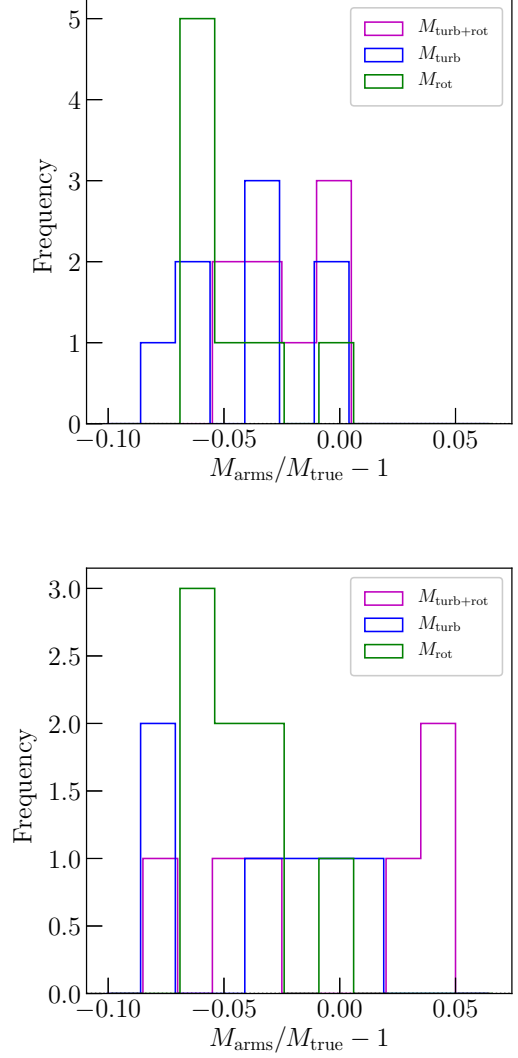 5
4
3
2
1
0
Frequency
M_turb+rot
M_turb
M_rot
−0.10 −0.05 0.00 0.05
M_arms/M_true − 1
3.0
2.5
2.0
1.5
1.0
0.5
0.0
Frequency
M_turb+rot
M_turb
M_rot
−0.10 −0.05 0.00 0.05
M_arms/M_true − 1